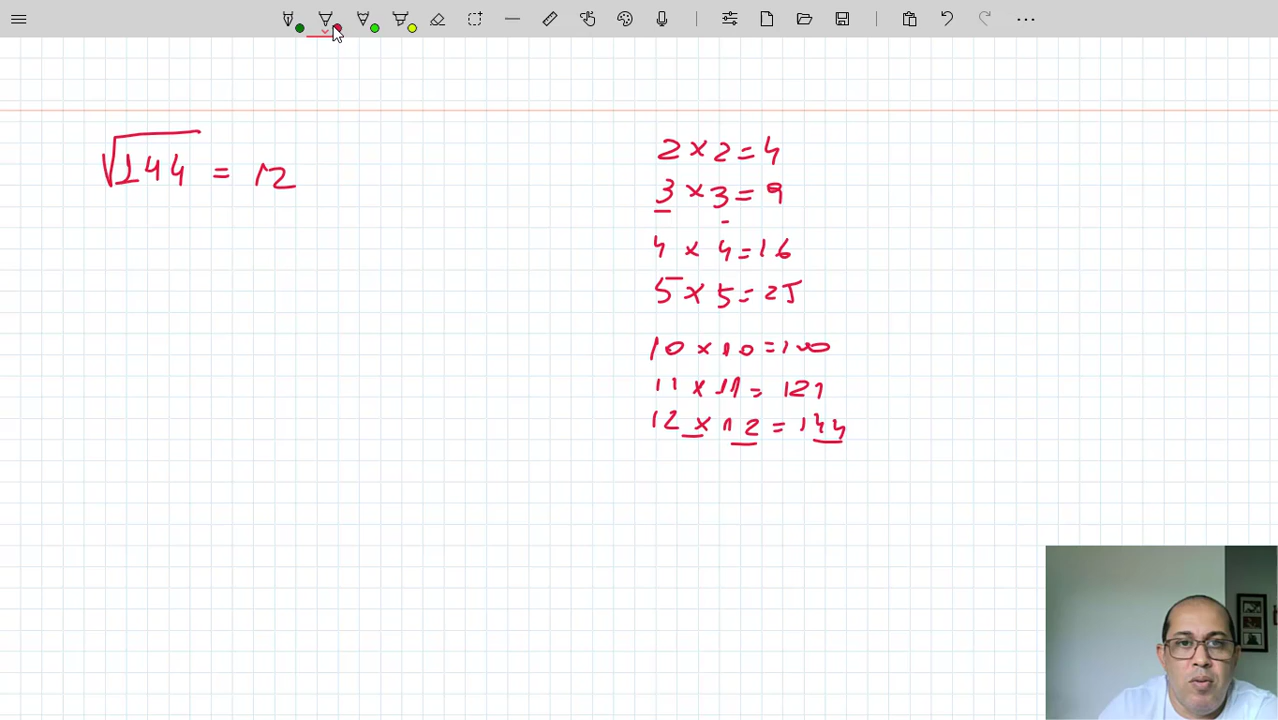 √144 = 12
2 × 2 = 4
3 × 3 = 9
4 × 4 = 16
5 × 5 = 25
10 × 10 = 100
11 × 11 = 121
12 × 12 = 144